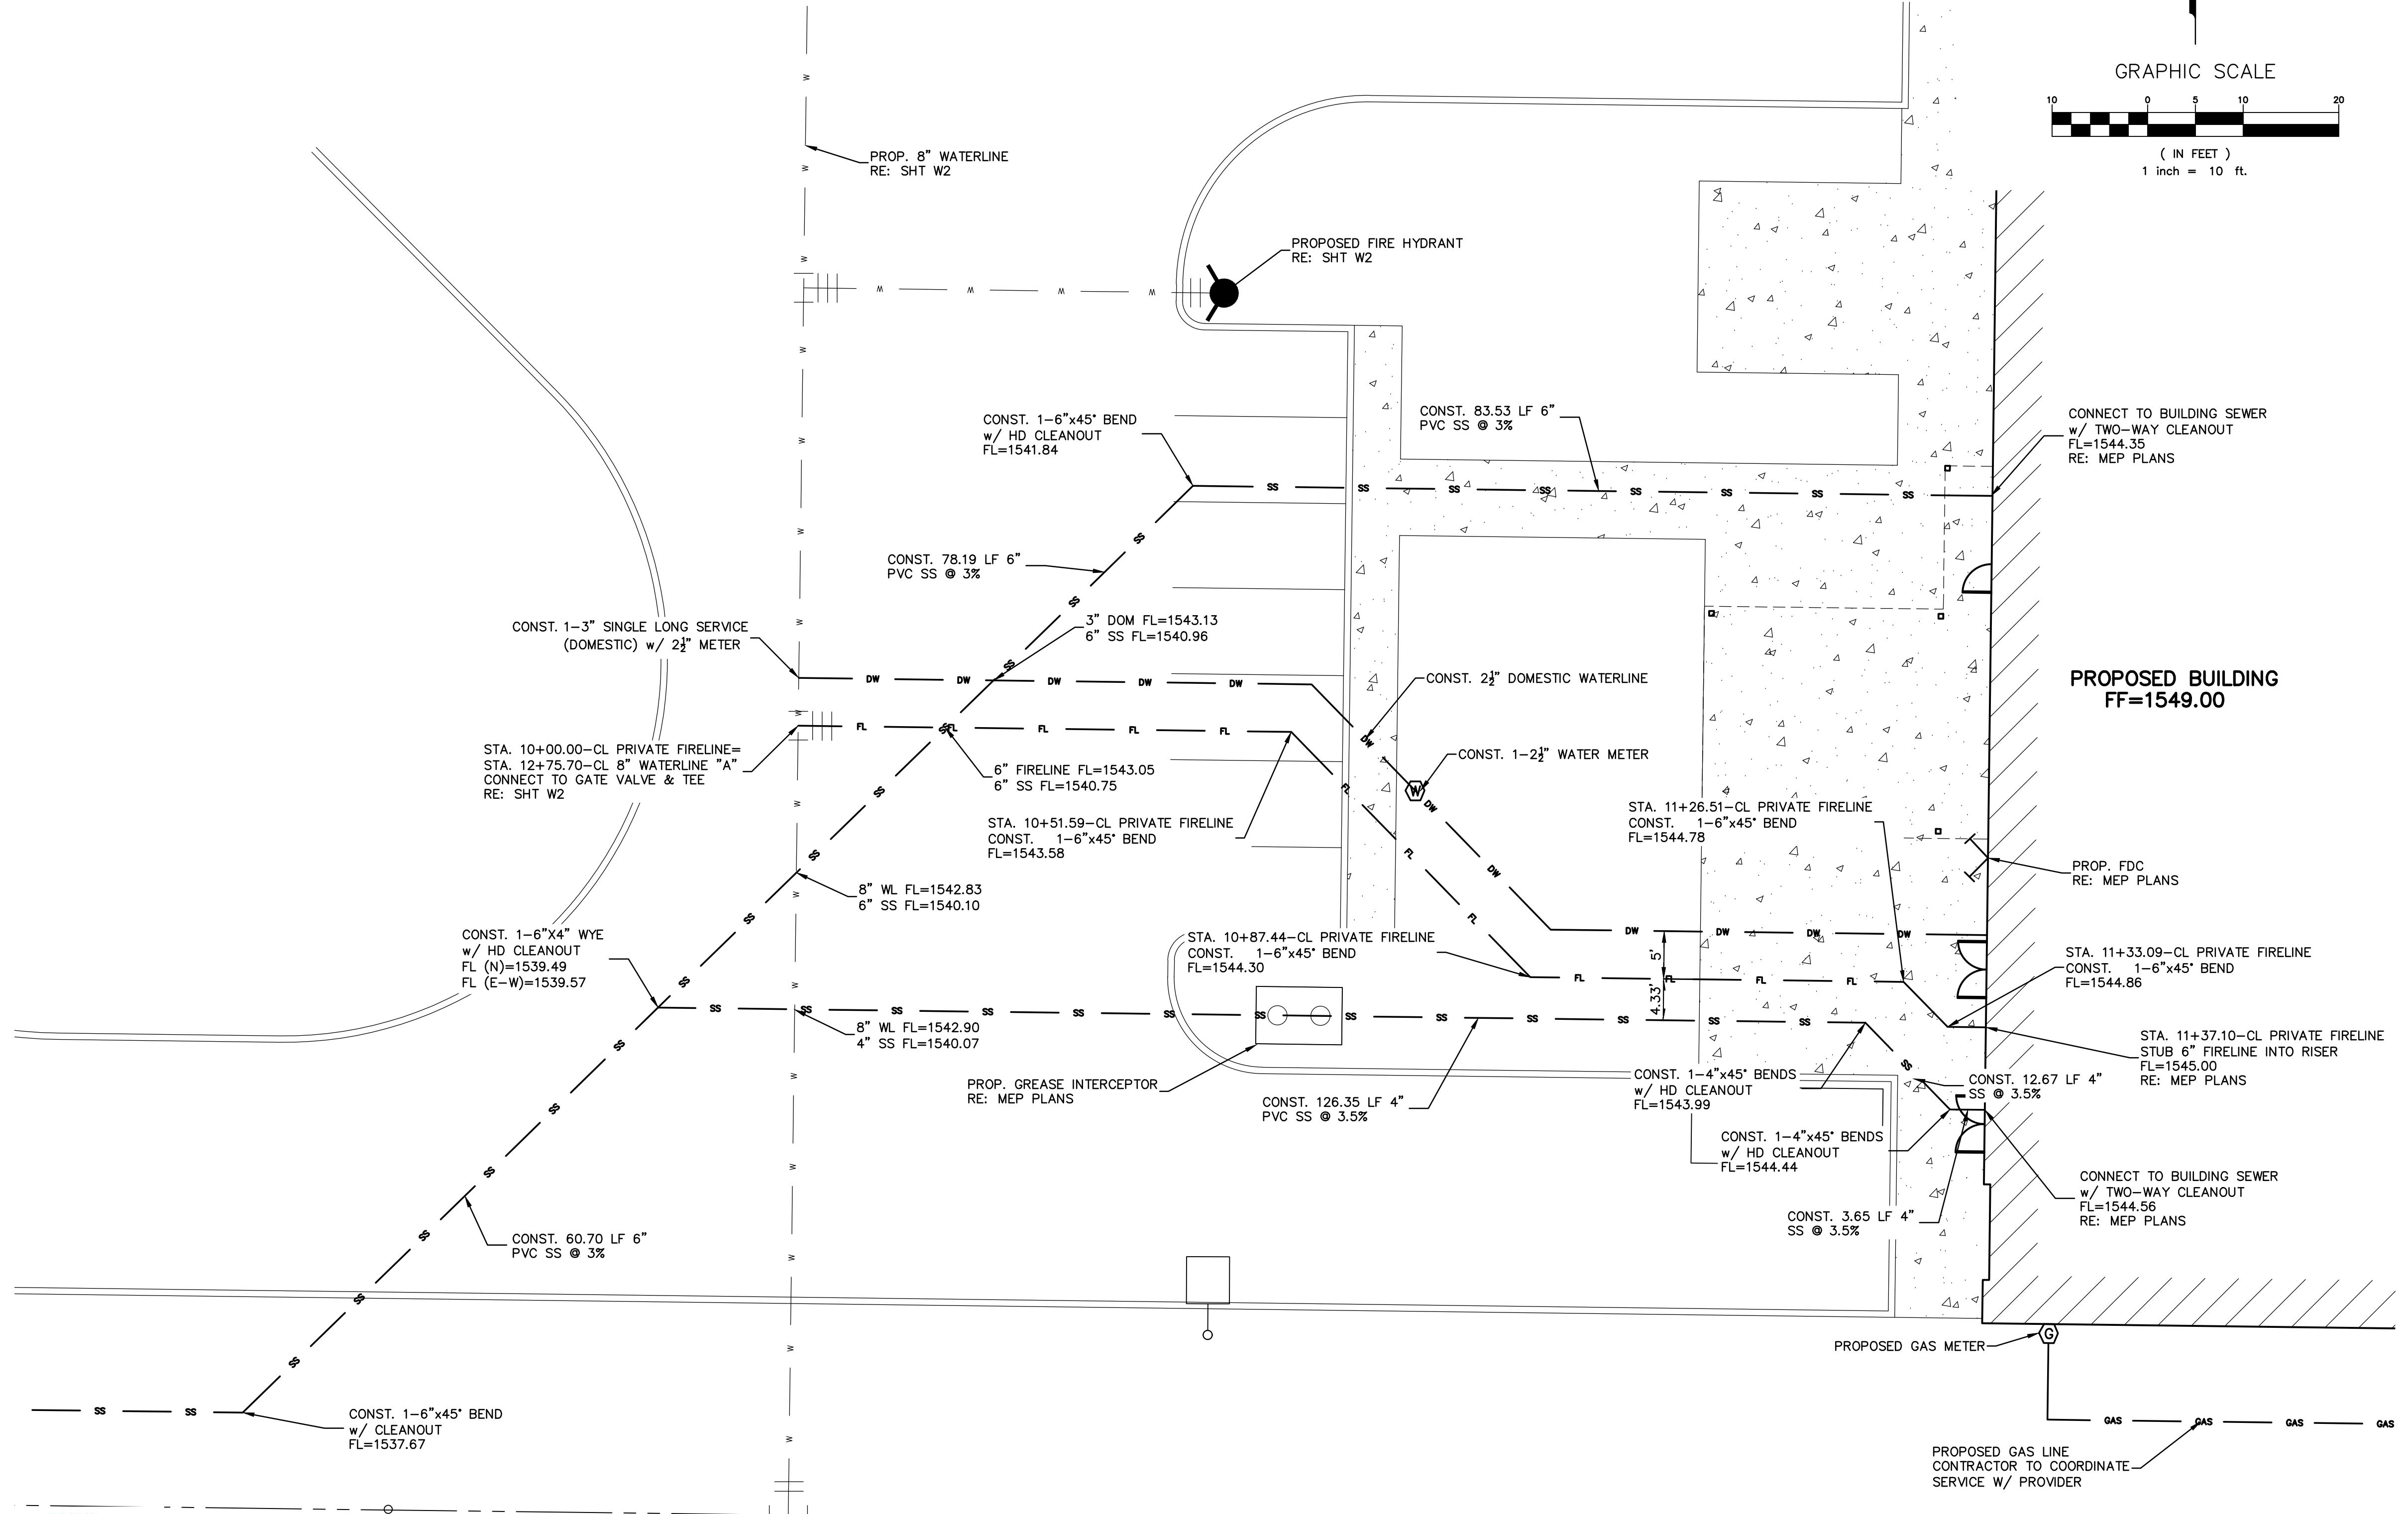 GRAPHIC SCALE
10 0 5 10 20
( IN FEET )
1 inch = 10 ft.
PROP. 8" WATERLINE
RE: SHT W2
PROPOSED FIRE HYDRANT
RE: SHT W2
CONST. 1-6"x45° BEND
w/ HD CLEANOUT
FL=1541.84
CONST. 83.53 LF 6"
PVC SS @ 3%
CONNECT TO BUILDING SEWER
w/ TWO-WAY CLEANOUT
FL=1544.35
RE: MEP PLANS
CONST. 78.19 LF 6"
PVC SS @ 3%
CONST. 1-3" SINGLE LONG SERVICE
(DOMESTIC) w/ 2½" METER
3" DOM FL=1543.13
6" SS FL=1540.96
CONST. 2½" DOMESTIC WATERLINE
PROPOSED BUILDING
FF=1549.00
STA. 10+00.00-CL PRIVATE FIRELINE=
STA. 12+75.70-CL 8" WATERLINE "A"
CONNECT TO GATE VALVE & TEE
RE: SHT W2
6" FIRELINE FL=1543.05
6" SS FL=1540.75
CONST. 1-2½" WATER METER
W
STA. 10+51.59-CL PRIVATE FIRELINE
CONST. 1-6"x45° BEND
FL=1543.58
STA. 11+26.51-CL PRIVATE FIRELINE
CONST. 1-6"x45° BEND
FL=1544.78
PROP. FDC
RE: MEP PLANS
8" WL FL=1542.83
6" SS FL=1540.10
CONST. 1-6"X4" WYE
w/ HD CLEANOUT
FL (N)=1539.49
FL (E-W)=1539.57
STA. 10+87.44-CL PRIVATE FIRELINE
CONST. 1-6"x45° BEND
FL=1544.30
5'
4.33'
STA. 11+33.09-CL PRIVATE FIRELINE
CONST. 1-6"x45° BEND
FL=1544.86
8" WL FL=1542.90
4" SS FL=1540.07
STA. 11+37.10-CL PRIVATE FIRELINE
STUB 6" FIRELINE INTO RISER
FL=1545.00
RE: MEP PLANS
PROP. GREASE INTERCEPTOR
RE: MEP PLANS
CONST. 126.35 LF 4"
PVC SS @ 3.5%
CONST. 1-4"x45° BENDS
w/ HD CLEANOUT
FL=1543.99
CONST. 12.67 LF 4"
SS @ 3.5%
CONST. 1-4"x45° BENDS
w/ HD CLEANOUT
FL=1544.44
CONNECT TO BUILDING SEWER
w/ TWO-WAY CLEANOUT
FL=1544.56
RE: MEP PLANS
CONST. 3.65 LF 4"
SS @ 3.5%
CONST. 60.70 LF 6"
PVC SS @ 3%
PROPOSED GAS METER
G
CONST. 1-6"x45° BEND
w/ CLEANOUT
FL=1537.67
SS SS
GAS GAS GAS GAS
PROPOSED GAS LINE
CONTRACTOR TO COORDINATE
SERVICE W/ PROVIDER